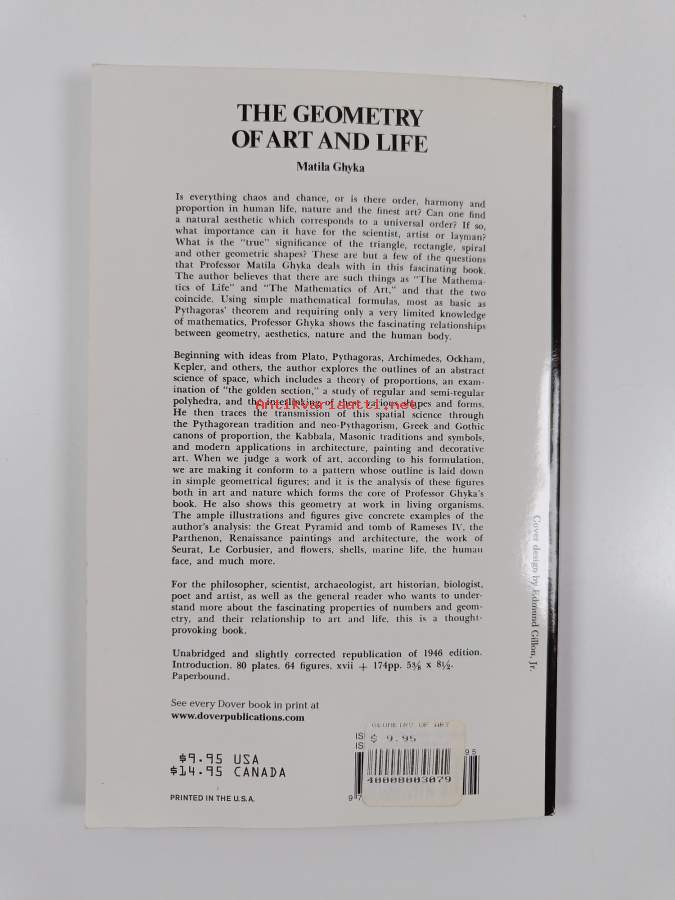 THE GEOMETRY
OF ART AND LIFE
Matila Ghyka
Is everything chaos and chance, or is there order, harmony and
proportion in human life, nature and the finest art? Can one find
a natural aesthetic which corresponds to a universal order? If so,
what importance can it have for the scientist, artist or layman?
What is the "true" significance of the triangle, rectangle, spiral
and other geometric shapes? These are but a few of the questions
that Professor Matila Ghyka deals with in this fascinating book.
The author believes that there are such things as "The Mathema-
tics of Life" and "The Mathematics of Art," and that the two
coincide. Using simple mathematical formulas, most as basic as
Pythagoras' theorem and requiring only a very limited knowledge
of mathematics, Professor Ghyka shows the fascinating relationships
between geometry, aesthetics, nature and the human body.
Beginning with ideas from Plato, Pythagoras, Archimedes, Ockham,
Kepler, and others, the author explores the outlines of an abstract
science of space, which includes a theory of proportions, an exam-
ination of "the golden section," a study of regular and semi-regular
polyhedra, and the interlinking of these various shapes and forms.
Antikvariaatti.net
He then traces the transmission of this spatial science through
the Pythagorean tradition and neo-Pythagorism, Greek and Gothic
canons of proportion, the Kabbala, Masonic traditions and symbols,
and modern applications in architecture, painting and decorative
art. When we judge a work of art, according to his formulation,
we are making it conform to a pattern whose outline is laid down
in simple geometrical figures; and it is the analysis of these figures
both in art and nature which forms the core of Professor Ghyka's
book. He also shows this geometry at work in living organisms.
The ample illustrations and figures give concrete examples of the
author's analysis: the Great Pyramid and tomb of Rameses IV, the
Parthenon, Renaissance paintings and architecture, the work of
Seurat, Le Corbusier, and flowers, shells, marine life, the human
face, and much more.
For the philosopher, scientist, archaeologist, art historian, biologist,
poet and artist, as well as the general reader who wants to under-
stand more about the fascinating properties of numbers and geom-
etry, and their relationship to art and life, this is a thought-
provoking book.
Unabridged and slightly corrected republication of 1946 edition.
Introduction. 80 plates. 64 figures. xvii + 174pp. 5⅜ x 8½.
Paperbound.
See every Dover book in print at
www.doverpublications.com
$9.95 USA
$14.95 CANADA
PRINTED IN THE U.S.A.
GEOMETRY OF ART
$ 9.95
40000003079
95
97
Cover design by Edmund Gillon, Jr.